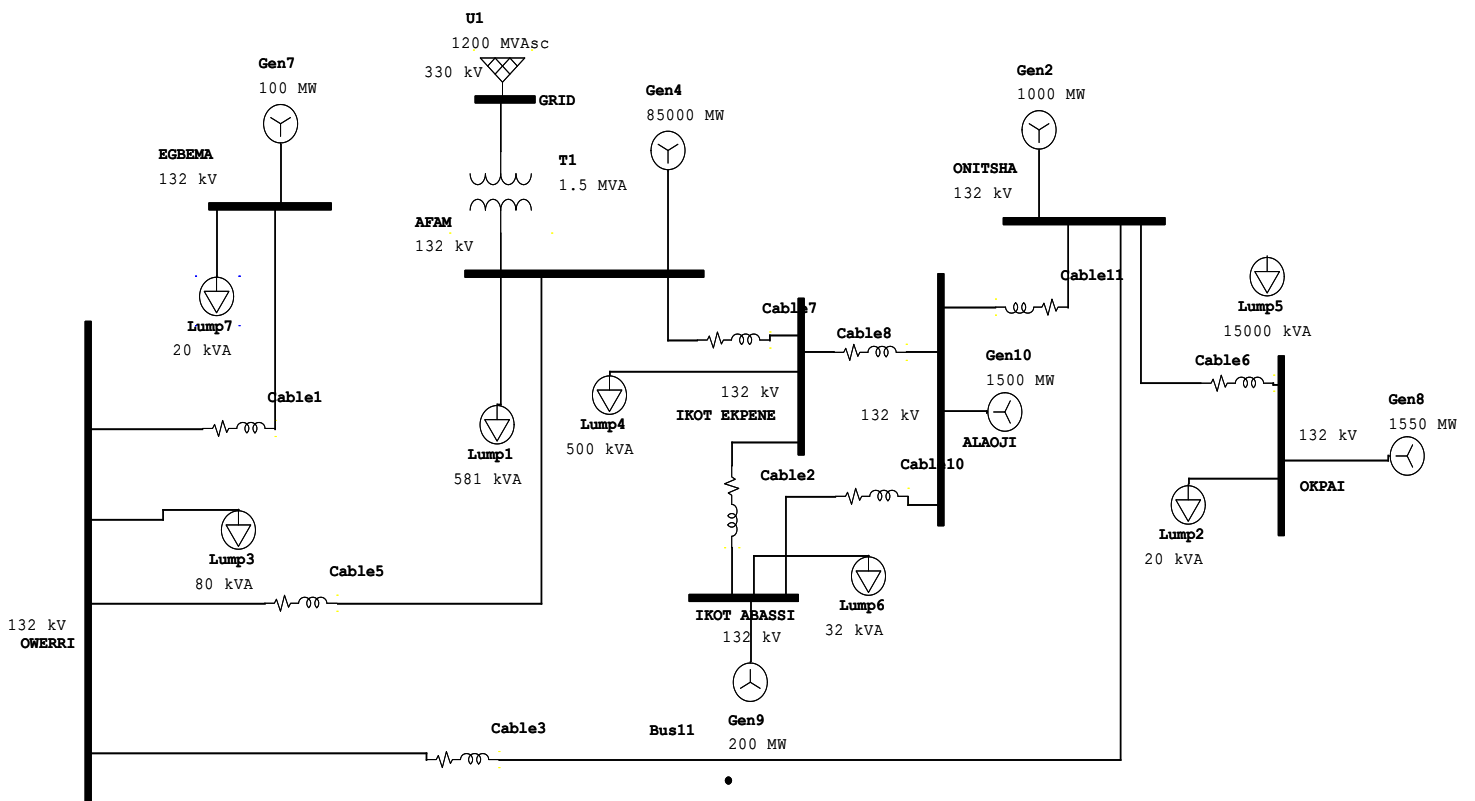 U1
1200 MVAsc
330 kV
GRID
Gen7
100 MW
Gen4
85000 MW
Gen2
1000 MW
EGBEMA
132 kV
T1
1.5 MVA
ONITSHA
132 kV
AFAM
132 kV
Lump7
20 kVA
Cable7
Cable8
Cable11
Lump5
15000 kVA
Cable6
Gen10
1500 MW
Cable1
Lump1
581 kVA
Lump4
500 kVA
132 kV
IKOT EKPENE
132 kV
ALAOJI
Gen8
1550 MW
132 kV
OKPAI
Cable2
Cable10
Lump2
20 kVA
Lump3
80 kVA
Cable5
132 kV
OWERRI
IKOT ABASSI
132 kV
Lump6
32 kVA
Cable3
Bus11
Gen9
200 MW